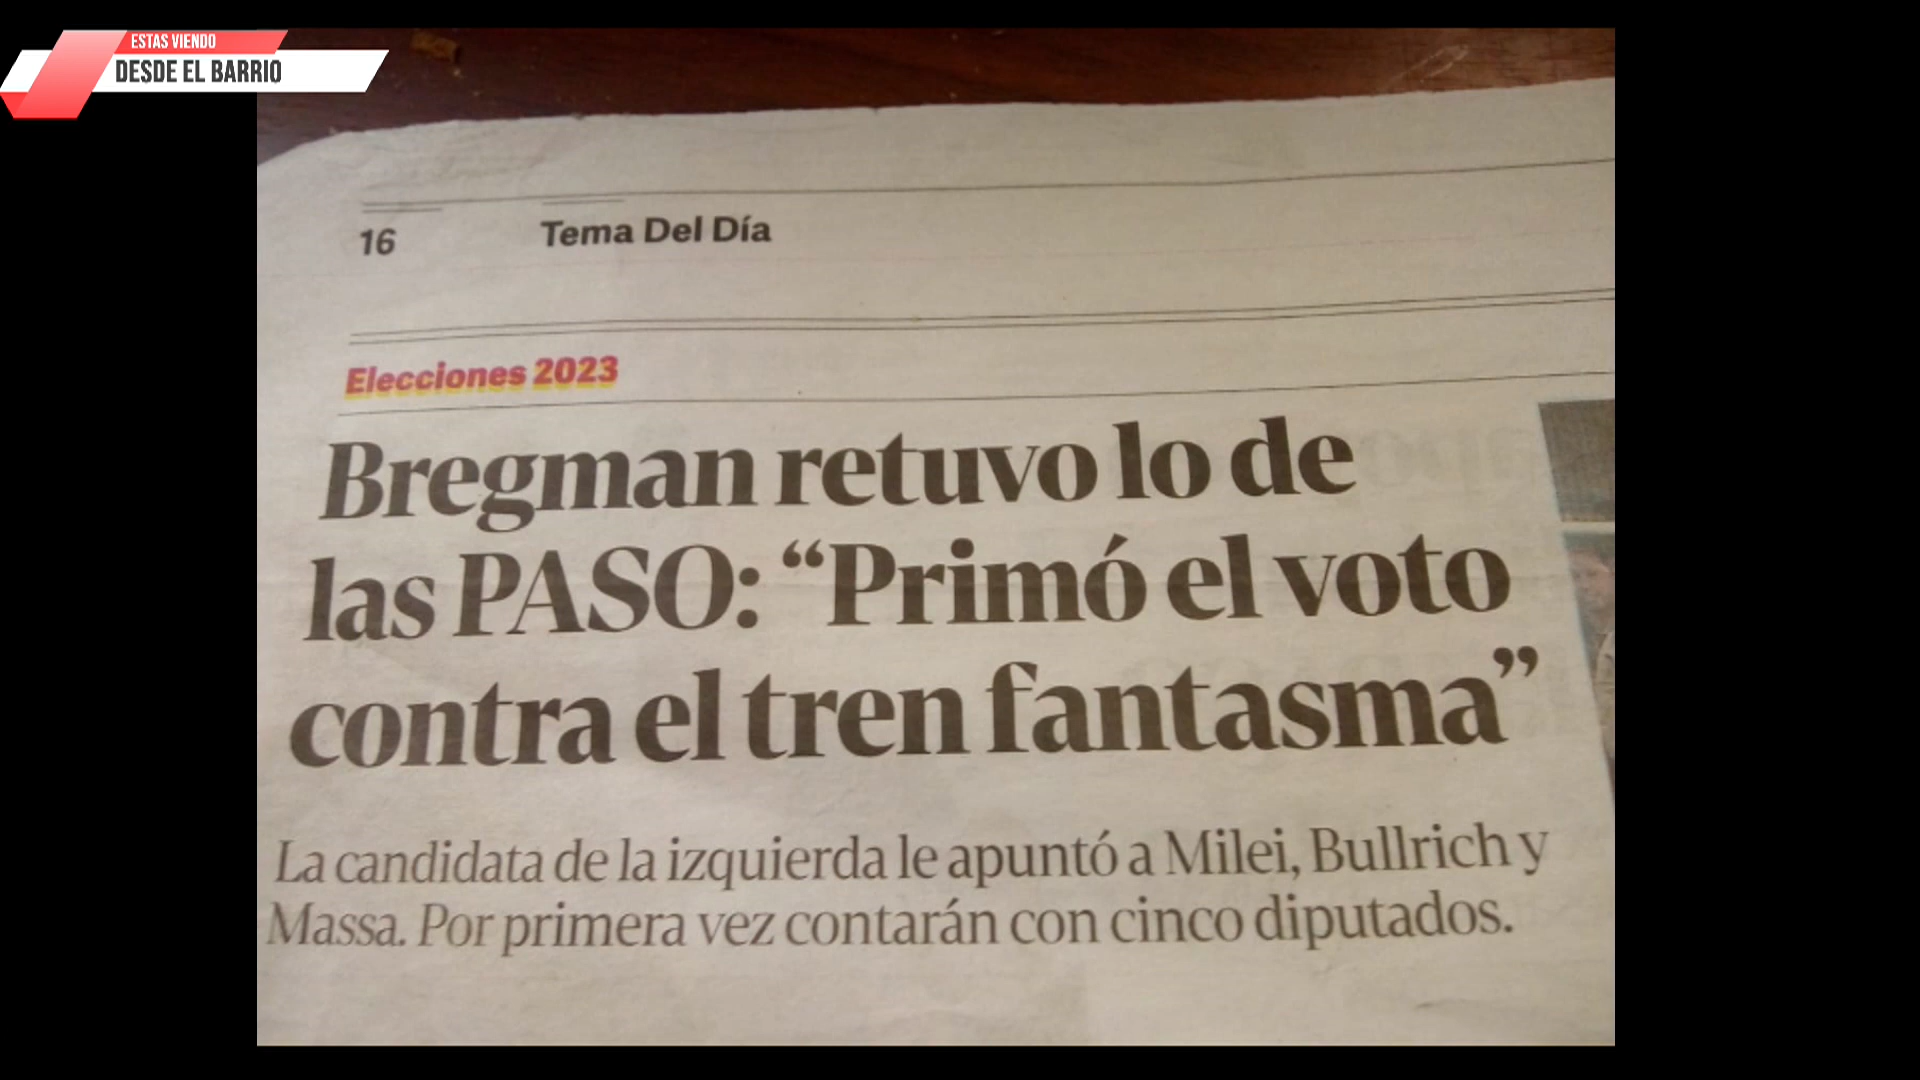 ESTAS VIENDO
DESDE EL BARRIO
16 Tema Del Día
Elecciones 2023
Bregman retuvo lo de
las PASO: “Primó el voto
contra el tren fantasma”
La candidata de la izquierda le apuntó a Milei, Bullrich y
Massa. Por primera vez contarán con cinco diputados.